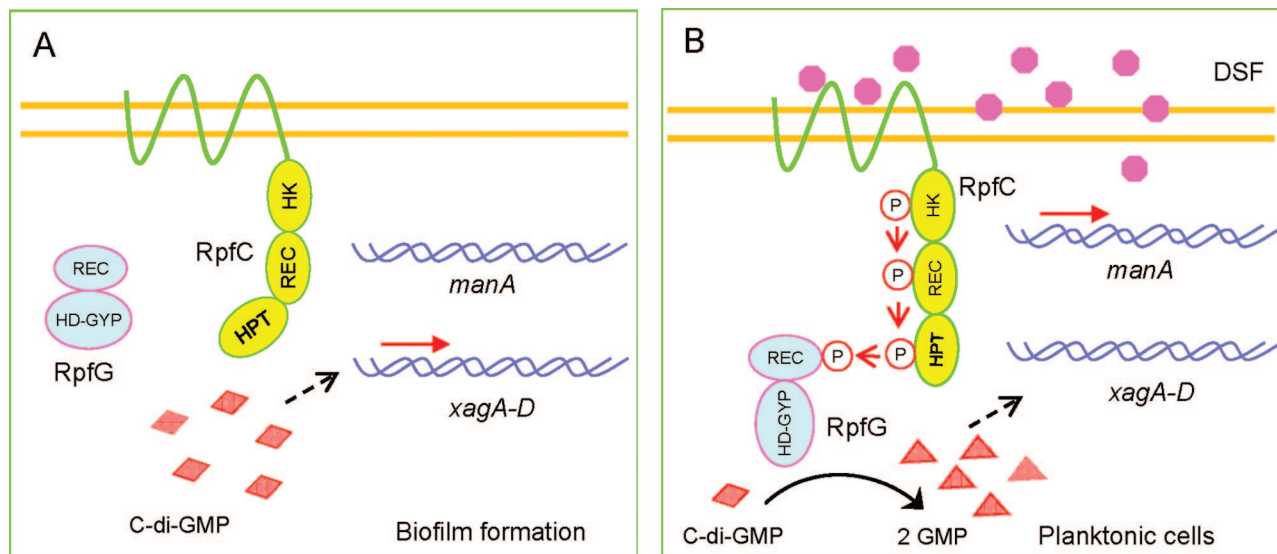 A
HK
RpfC
REC
REC
HPT
HD-GYP
RpfG
manA
xagA-D
C-di-GMP
Biofilm formation
B
DSF
RpfC
P
HK
P
REC
manA
REC
P
P
HPT
HD-GYP
RpfG
xagA-D
C-di-GMP
2 GMP
Planktonic cells